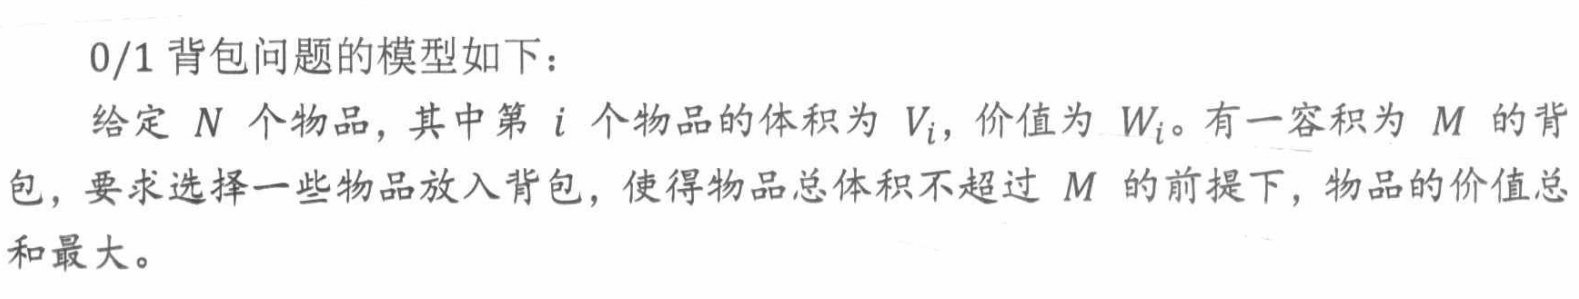 0/1 背包问题的模型如下：
给定 N 个物品，其中第 i 个物品的体积为 Vi，价值为 Wi。有一容积为 M 的背
包，要求选择一些物品放入背包，使得物品总体积不超过 M 的前提下，物品的价值总
和最大。